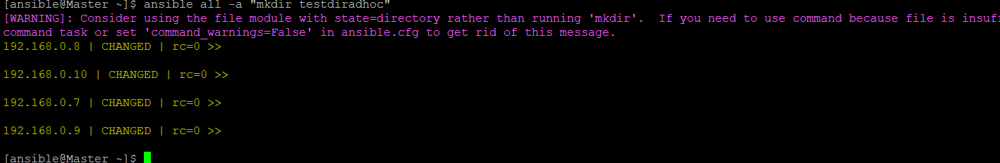 [ansible@Master ~]$ ansible all -a "mkdir testdiradhoc"
[WARNING]: Consider using the file module with state=directory rather than running 'mkdir'.  If you need to use command because file is
command task or set 'command_warnings=False' in ansible.cfg to get rid of this message.
192.168.0.8 | CHANGED | rc=0 >>
192.168.0.10 | CHANGED | rc=0 >>
192.168.0.7 | CHANGED | rc=0 >>
192.168.0.9 | CHANGED | rc=0 >>
[ansible@Master ~]$